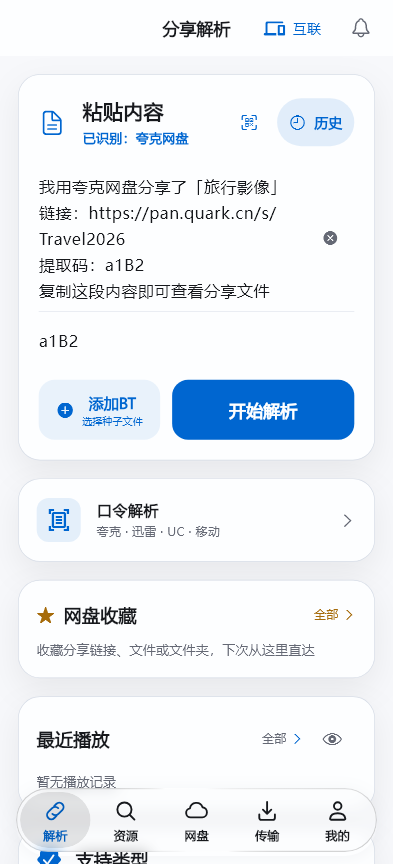 分享解析
互联
粘贴内容
已识别：夸克网盘
历史
我用夸克网盘分享了「旅行影像」
链接：https://pan.quark.cn/s/
Travel2026
提取码：a1B2
复制这段内容即可查看分享文件
a1B2
添加BT
选择种子文件
开始解析
口令解析
夸克 · 迅雷 · UC · 移动
网盘收藏
全部
收藏分享链接、文件或文件夹，下次从这里直达
最近播放
全部
暂无播放记录
解析
资源
网盘
传输
我的
支持类型